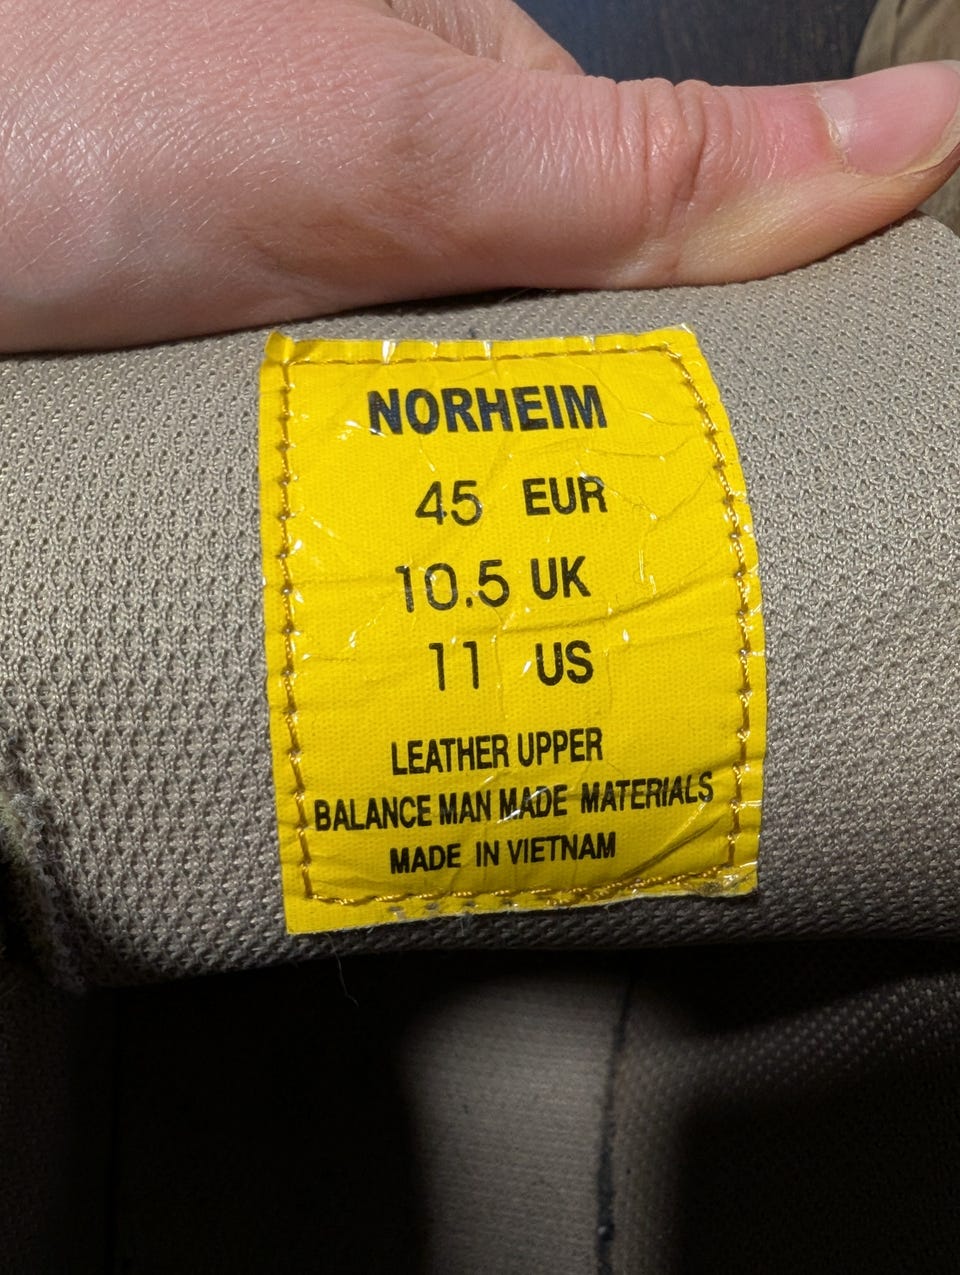 NORHEIM
45 EUR
10.5 UK
11 US
LEATHER UPPER
BALANCE MAN MADE MATERIALS
MADE IN VIETNAM